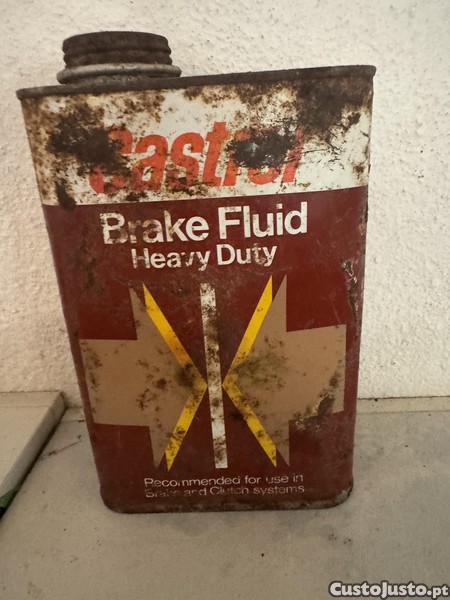 Castrol
Brake Fluid
Heavy Duty
Recommended for use in
Brake and Clutch systems
CustoJusto.pt